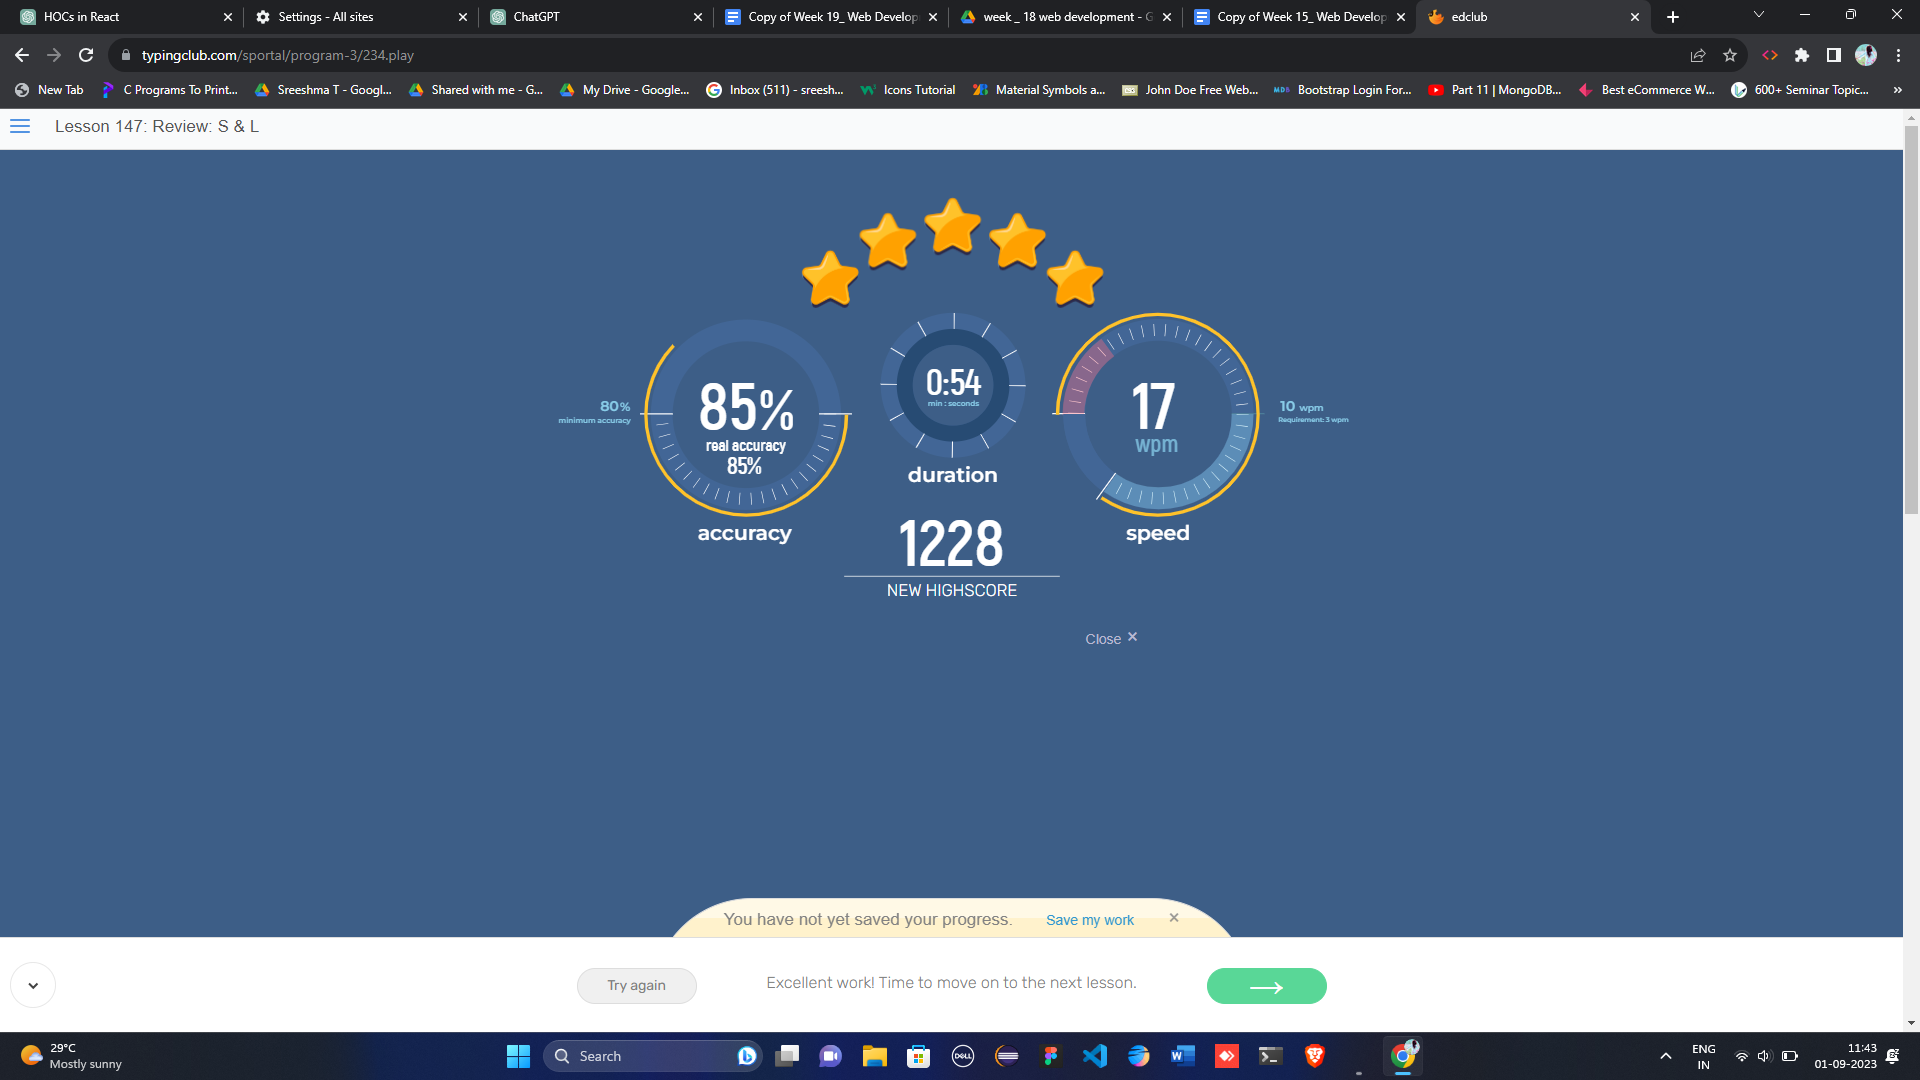 HOCs in React
Settings - All sites
ChatGPT
Copy of Week 19_ Web Develop
week _ 18 web development - G
Copy of Week 15_ Web Develop
edclub
typingclub.com/sportal/program-3/234.play
New Tab
C Programs To Print...
Sreeshma T - Googl...
Shared with me - G...
My Drive - Google...
Inbox (511) - sreesh...
Icons Tutorial
Material Symbols a...
John Doe Free Web...
Bootstrap Login For...
Part 11 | MongoDB...
Best eCommerce W...
600+ Seminar Topic...
»
Lesson 147: Review: S & L
80%
minimum accuracy
85%
real accuracy
85%
accuracy
0:54
min : seconds
duration
17
wpm
speed
10 wpm
Requirement: 3 wpm
1228
NEW HIGHSCORE
Close ×
You have not yet saved your progress. Save my work ×
Try again
Excellent work! Time to move on to the next lesson.
29°C
Mostly sunny
Search
DELL
ENG
IN
11:43
01-09-2023